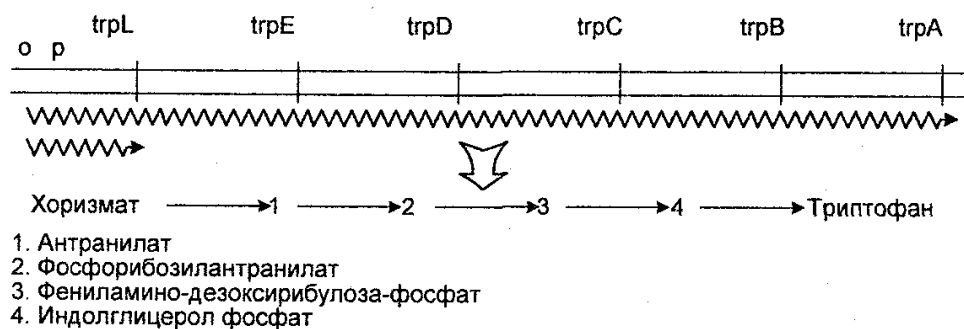 trpL trpE trpD trpC trpB trpA
o p
Хоризмат 1 2 3 4 Триптофан
1. Антранилат
2. Фосфорибозилантранилат
3. Фениламино-дезоксирибулоза-фосфат
4. Индолглицерол фосфат